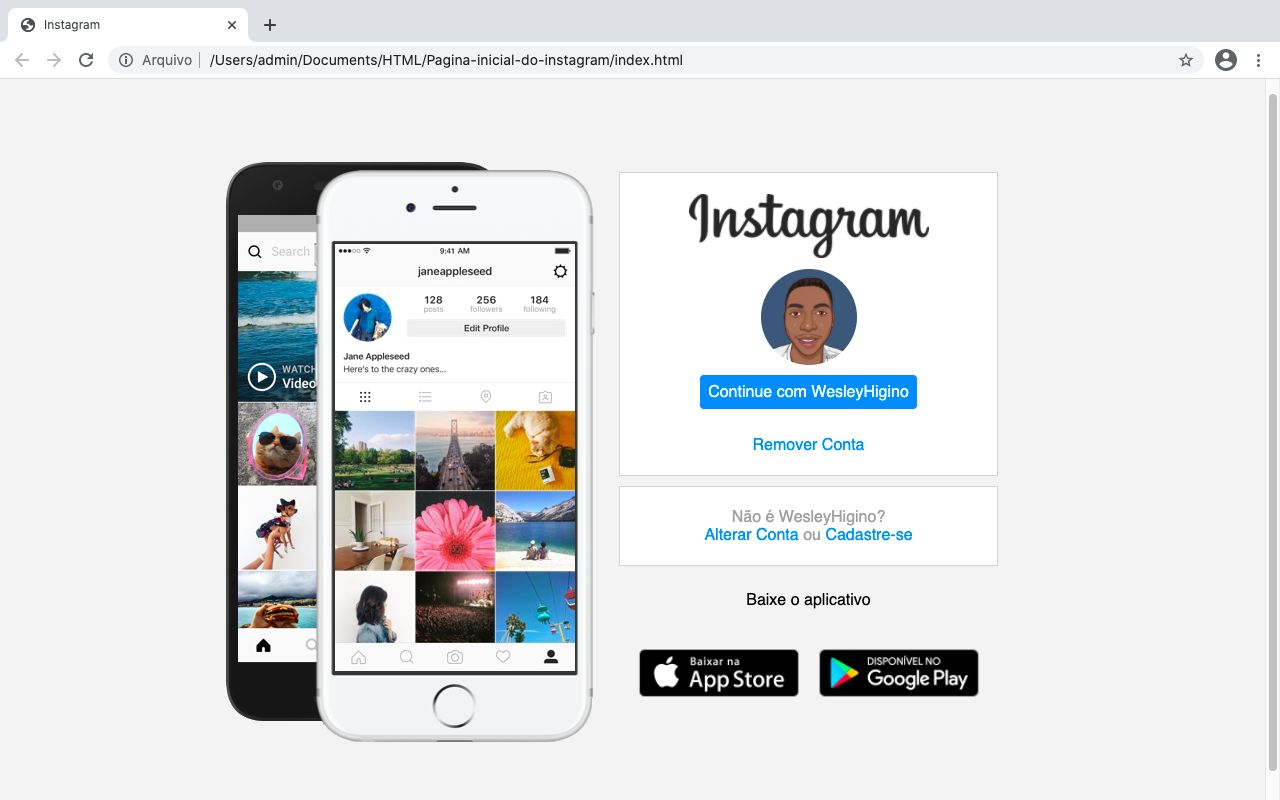 Instagram
Arquivo
/Users/admin/Documents/HTML/Pagina-inicial-do-instagram/index.html
Search
WATCH
Video
9:41 AM
janeappleseed
128 256 184
posts followers following
Edit Profile
Jane Appleseed
Here's to the crazy ones...
Instagram
Continue com WesleyHigino
Remover Conta
Não é WesleyHigino?
Alterar Conta ou Cadastre-se
Baixe o aplicativo
Baixar na
App Store
DISPONÍVEL NO
Google Play